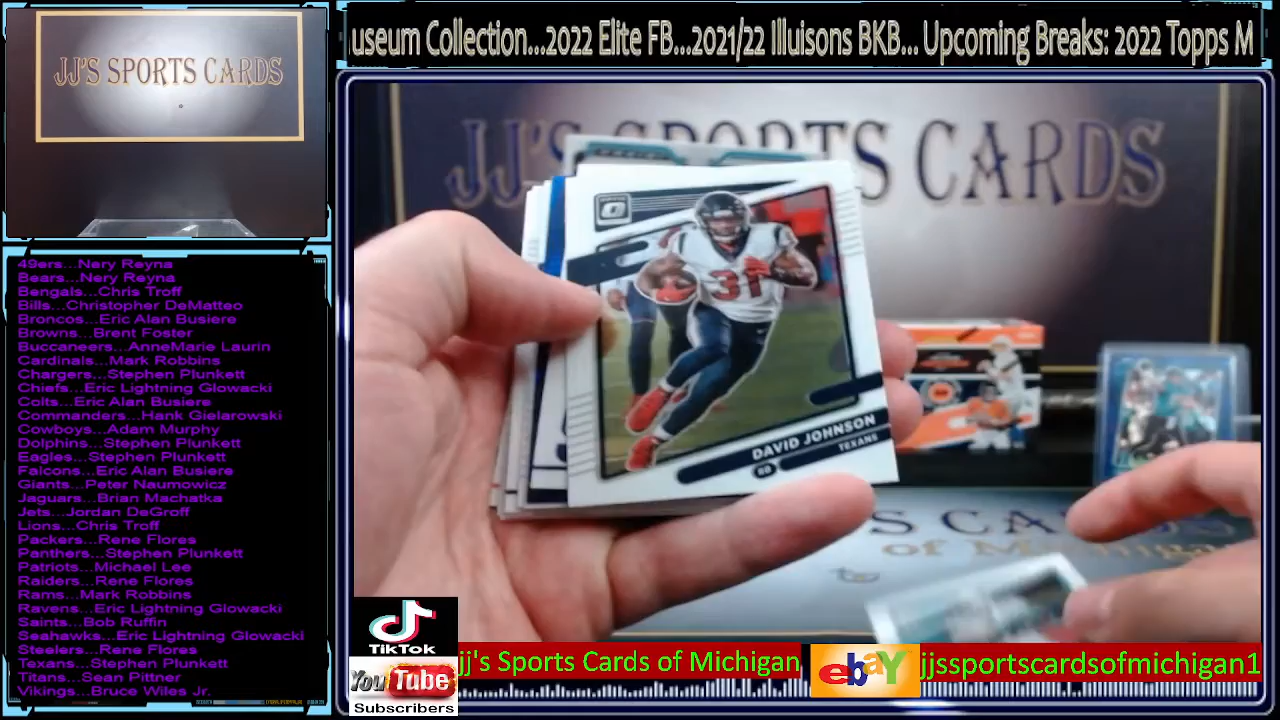 JJ'S SPORTS CARDS
useum Collection...2022 Elite FB...2021/22 Illuisons BKB... Upcoming Breaks: 2022 Topps M
49ers...Nery Reyna
Bears...Nery Reyna
Bengals...Chris Troff
Bills...Christopher DeMatteo
Broncos...Eric Alan Busiere
Browns...Brent Foster
Buccaneers...AnneMarie Laurin
Cardinals...Mark Robbins
Chargers...Stephen Plunkett
Chiefs...Eric Lightning Glowacki
Colts...Eric Alan Busiere
Commanders...Hank Gielarowski
Cowboys...Adam Murphy
Dolphins...Stephen Plunkett
Eagles...Stephen Plunkett
Falcons...Eric Alan Busiere
Giants...Peter Naumowicz
Jaguars...Brian Machatka
Jets...Jordan DeGroff
Lions...Chris Troff
Packers...Rene Flores
Panthers...Stephen Plunkett
Patriots...Michael Lee
Raiders...Rene Flores
Rams...Mark Robbins
Ravens...Eric Lightning Glowacki
Saints...Bob Ruffin
Seahawks...Eric Lightning Glowacki
Steelers...Rene Flores
Texans...Stephen Plunkett
Titans...Sean Pittner
Vikings...Bruce Wiles Jr.
SPORTS CARDS
31
DAVID JOHNSON
RB TEXANS
S CARDS
of Michigan
TikTok
YouTube
Subscribers
jj's Sports Cards of Michigan
ebay
jjssportscardsofmichigan1